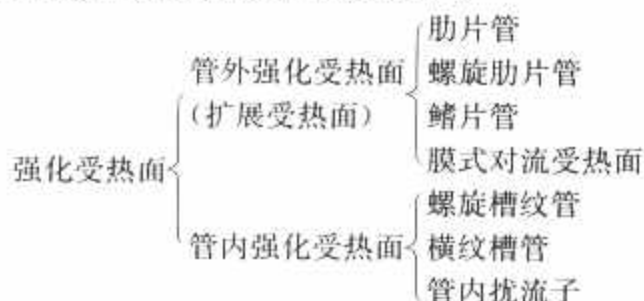 强化受热面
管外强化受热面
(扩展受热面)
肋片管
螺旋肋片管
鳍片管
膜式对流受热面
管内强化受热面
螺旋槽纹管
横纹槽管
管内扰流子